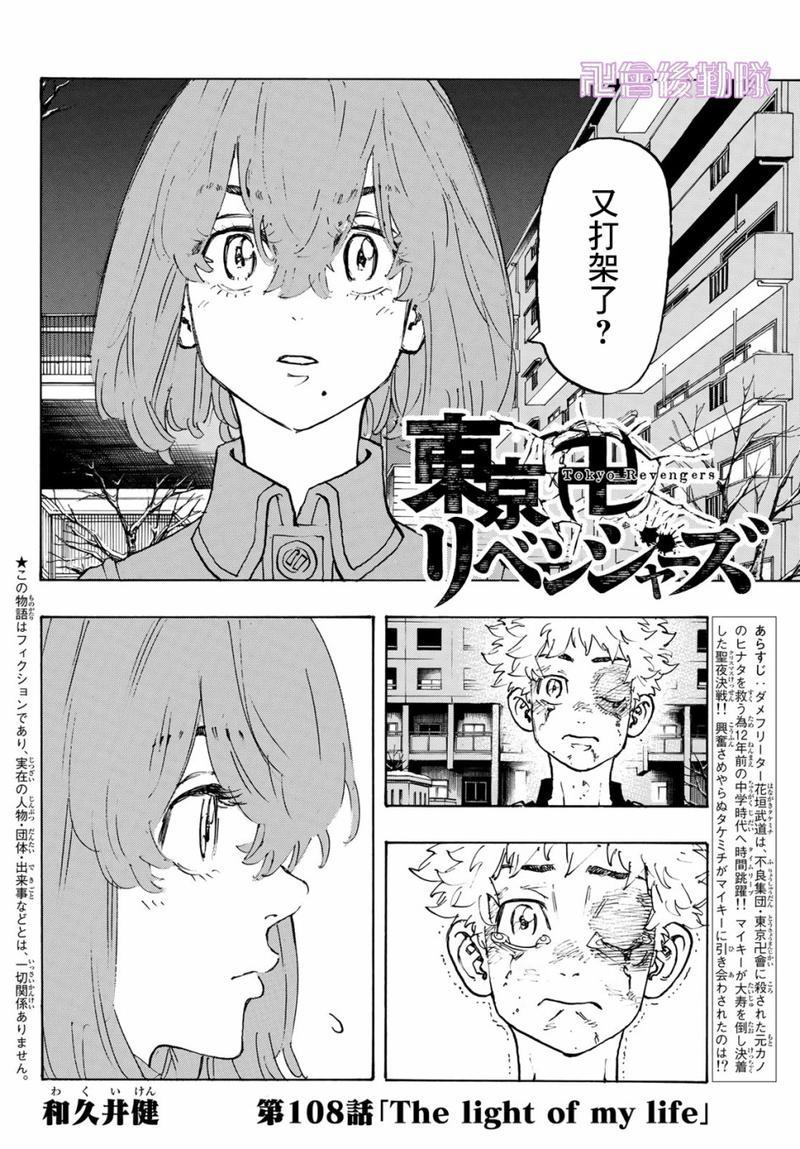 卍會後勤隊
又打架了?
東京卍リベンジャーズ
Tokyo Revengers
あらすじ:ダメフリーター花垣武道は、不良集団・東京卍會に殺された元カノ
のヒナタを救う為12年前の中学時代へ時間跳躍!! マイキーが大寿を倒し決着
した聖夜決戦!! 興奮さめやらぬタケミチがマイキーに引き会わされたのは!?
★この物語はフィクションであり、実在の人物・団体・出来事などとは、一切関係ありません。
和久井健
第108話「The light of my life」